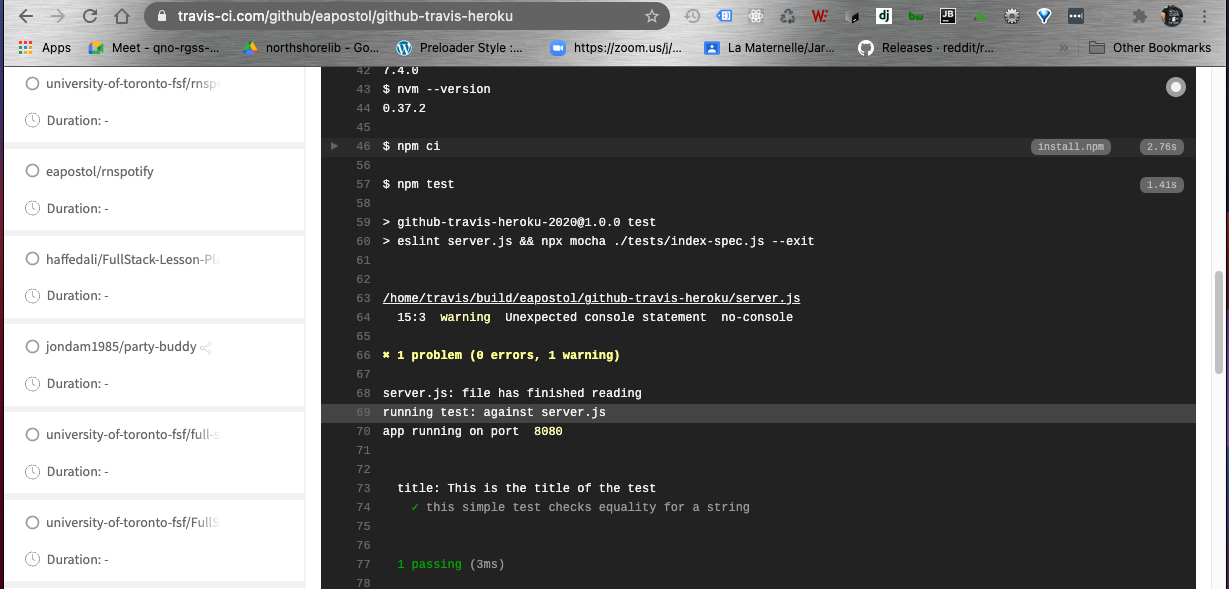 travis-ci.com/github/eapostol/github-travis-heroku
Apps
Meet - qno-rgss-...
northshorelib - Go...
Preloader Style :...
https://zoom.us/j/...
La Maternelle/Jar...
Releases · reddit/r...
»
Other Bookmarks
university-of-toronto-fsf/rnsp
Duration: -
eapostol/rnspotify
Duration: -
haffedali/FullStack-Lesson-Pla
Duration: -
jondam1985/party-buddy
Duration: -
university-of-toronto-fsf/full-s
Duration: -
university-of-toronto-fsf/FullS
Duration: -
42 7.4.0
43 $ nvm --version
44 0.37.2
45
46 $ npm ci install.npm 2.76s
56
57 $ npm test 1.41s
58
59 > github-travis-heroku-2020@1.0.0 test
60 > eslint server.js && npx mocha ./tests/index-spec.js --exit
61
62
63 /home/travis/build/eapostol/github-travis-heroku/server.js
64 15:3 warning Unexpected console statement no-console
65
66 ✖ 1 problem (0 errors, 1 warning)
67
68 server.js: file has finished reading
69 running test: against server.js
70 app running on port 8080
71
72
73 title: This is the title of the test
74 ✓ this simple test checks equality for a string
75
76
77 1 passing (3ms)
78